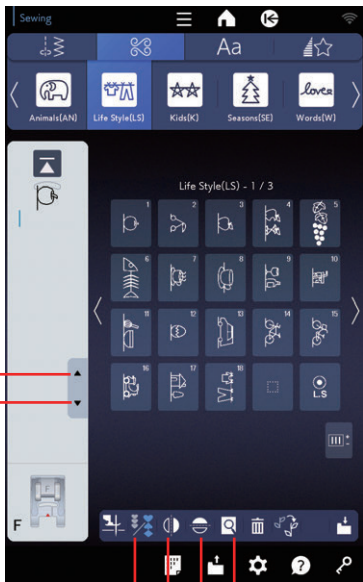 Sewing
Aa
lovee
Animals(AN)
Life Style(LS)
Kids(K)
Seasons(SE)
Words(W)
Life Style(LS) - 1 / 3
1
2
3
4
5
6
7
8
9
10
11
12
13
14
15
16
17
18
LS
F
F
?